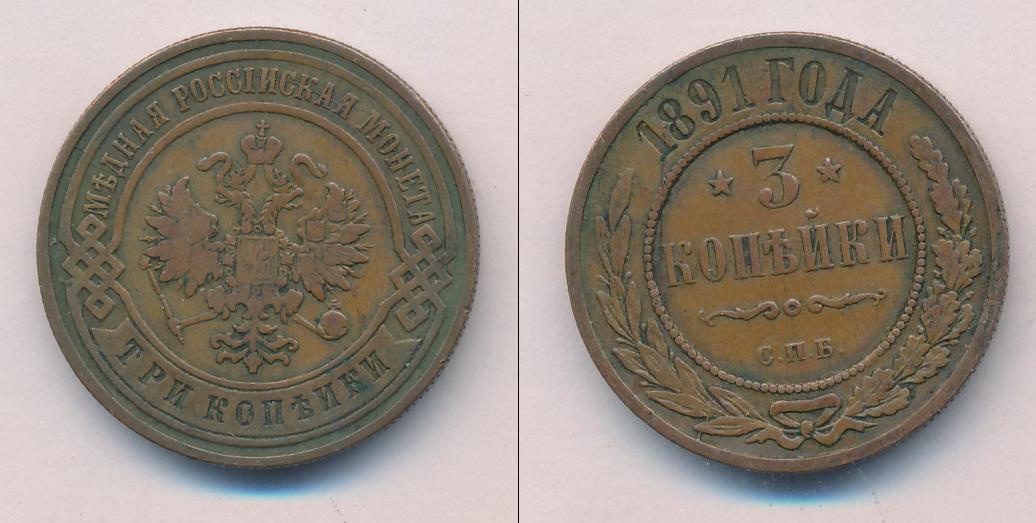 МѢДНАЯ РОССІЙСКАЯ МОНЕТА
ТРИ КОПѢЙКИ
1891 ГОДА
3
КОПѢЙКИ
С.П.Б.